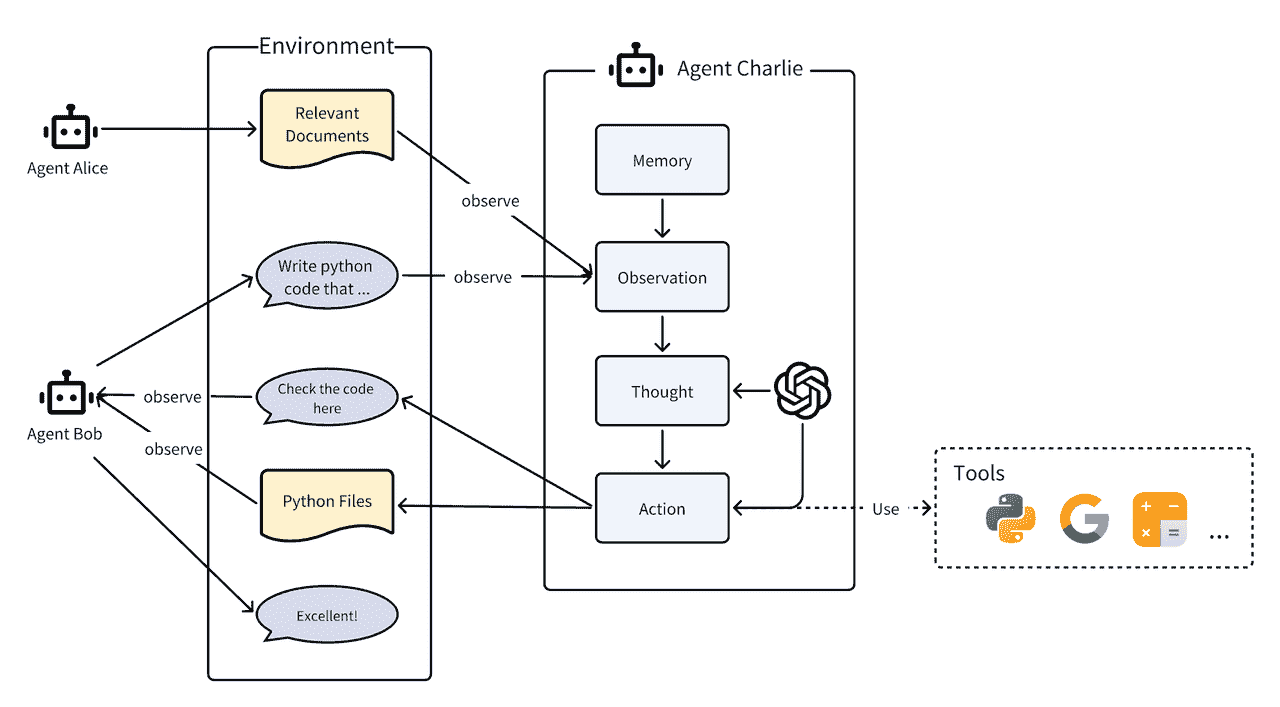 Environment
Agent Charlie
Relevant
Documents
Agent Alice
Memory
observe
Write python
code that ...
observe
Observation
Check the code
here
observe
Thought
Agent Bob
observe
Python Files
Action
Use
Tools
+ −
× =
...
Excellent!